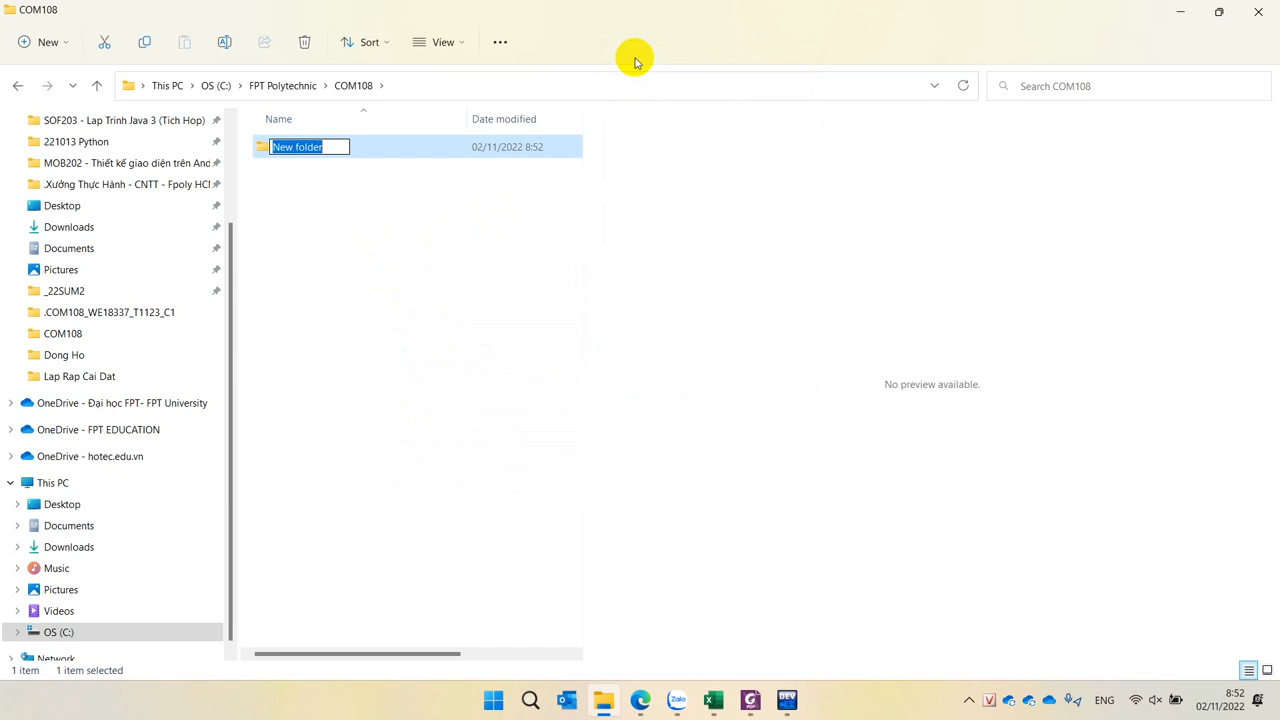 COM108
New
Sort
View
This PC
OS (C:)
FPT Polytechnic
COM108
Search COM108
SOF203 - Lap Trinh Java 3 (Tich Hop)
221013 Python
MOB202 - Thiết kế giao diện trên And
.Xưởng Thực Hành - CNTT - Fpoly HCI
Desktop
Downloads
Documents
Pictures
_22SUM2
.COM108_WE18337_T1123_C1
COM108
Dong Ho
Lap Rap Cai Dat
OneDrive - Đại học FPT- FPT University
OneDrive - FPT EDUCATION
OneDrive - hotec.edu.vn
This PC
Desktop
Documents
Downloads
Music
Pictures
Videos
OS (C:)
Network
Name
Date modified
New folder
02/11/2022 8:52
No preview available.
1 item
1 item selected
Zalo
PDF
DEV
ENG
8:52
02/11/2022